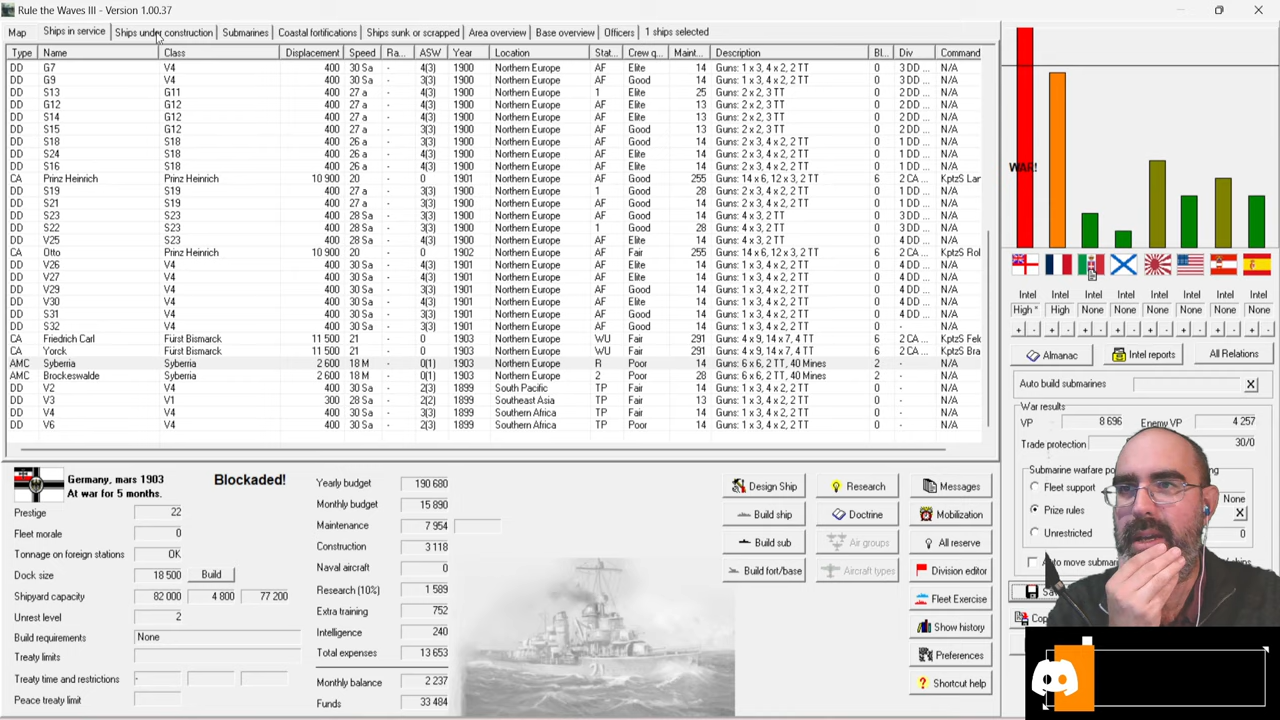 Rule the Waves III - Version 1.00.37
Map Ships in service Ships under construction Submarines Coastal fortifications Ships sunk or scrapped Area overview Base overview Officers 1 ships selected
Type Name Class Displacement Speed Ra... ASW Year Location Stat... Crew q... Maint... Description Bl... Div Command
DD G7 V4 400 30 Sa - 4(3) 1900 Northern Europe AF Elite 14 Guns: 1 x 3, 4 x 2, 2 TT 0 3 DD ... N/A
DD G9 V4 400 30 Sa - 3(3) 1900 Northern Europe AF Good 14 Guns: 1 x 3, 4 x 2, 2 TT 0 3 DD ... N/A
DD S13 G11 400 27 a - 4(3) 1900 Northern Europe 1 Elite 25 Guns: 2 x 2, 3 TT 0 2 DD ... N/A
DD G12 G12 400 27 a - 4(3) 1900 Northern Europe AF Elite 13 Guns: 2 x 2, 3 TT 0 2 DD ... N/A
DD S14 G12 400 27 a - 4(3) 1900 Northern Europe AF Elite 14 Guns: 2 x 2, 3 TT 0 2 DD ... N/A
DD S15 G12 400 27 a - 3(3) 1900 Northern Europe AF Good 13 Guns: 2 x 2, 3 TT 0 2 DD ... N/A
DD S18 S18 400 26 a - 3(3) 1900 Northern Europe AF Good 14 Guns: 2 x 3, 4 x 2, 2 TT 0 1 DD ... N/A
DD S24 S18 400 26 a - 4(3) 1900 Northern Europe AF Elite 14 Guns: 2 x 3, 4 x 2, 2 TT 0 1 DD ... N/A
DD S16 S18 400 26 a - 4(3) 1900 Northern Europe AF Elite 14 Guns: 2 x 3, 4 x 2, 2 TT 0 1 DD ... N/A
CA Prinz Heinrich Prinz Heinrich 10 900 20 - 0 1901 Northern Europe AF Good 255 Guns: 14 x 6, 12 x 3, 2 TT 6 2 CA ... KptzS Lar
DD S19 S19 400 27 a - 3(3) 1901 Northern Europe 1 Good 28 Guns: 2 x 3, 4 x 2, 2 TT 0 1 DD ... N/A
DD S21 S19 400 27 a - 3(3) 1901 Northern Europe AF Good 14 Guns: 2 x 3, 4 x 2, 2 TT 0 1 DD ... N/A
DD S23 S23 400 28 Sa - 3(3) 1901 Northern Europe AF Good 14 Guns: 4 x 3, 2 TT 0 3 DD ... N/A
DD S22 S23 400 28 Sa - 3(3) 1901 Northern Europe 1 Good 28 Guns: 4 x 3, 2 TT 0 3 DD ... N/A
DD V25 S23 400 28 Sa - 4(3) 1901 Northern Europe AF Elite 14 Guns: 4 x 3, 2 TT 0 4 DD ... N/A
CA Otto Prinz Heinrich 10 900 20 - 0 1902 Northern Europe AF Fair 255 Guns: 14 x 6, 12 x 3, 2 TT 6 2 CA ... KptzS Rol
DD V26 V4 400 30 Sa - 4(3) 1901 Northern Europe AF Elite 14 Guns: 1 x 3, 4 x 2, 2 TT 0 4 DD ... N/A
DD V27 V4 400 30 Sa - 4(3) 1901 Northern Europe AF Elite 14 Guns: 1 x 3, 4 x 2, 2 TT 0 4 DD ... N/A
DD V29 V4 400 30 Sa - 3(3) 1901 Northern Europe AF Good 14 Guns: 1 x 3, 4 x 2, 2 TT 0 4 DD ... N/A
DD V30 V4 400 30 Sa - 4(3) 1901 Northern Europe AF Elite 14 Guns: 1 x 3, 4 x 2, 2 TT 0 4 DD ... N/A
DD S31 V4 400 30 Sa - 3(3) 1901 Northern Europe AF Good 14 Guns: 1 x 3, 4 x 2, 2 TT 0 4 DD ... N/A
DD S32 V4 400 30 Sa - 3(3) 1901 Northern Europe AF Good 14 Guns: 1 x 3, 4 x 2, 2 TT 0 - N/A
CA Friedrich Carl Fürst Bismarck 11 500 21 - 0 1903 Northern Europe WU Fair 291 Guns: 4 x 9, 14 x 7, 4 TT 6 2 CA ... KptzS Fel
CA Yorck Fürst Bismarck 11 500 21 - 0 1903 Northern Europe WU Fair 291 Guns: 4 x 9, 14 x 7, 4 TT 6 2 CA ... KptzS Bra
AMC Syberria Syberria 2 600 18 M - 0(1) 1903 Northern Europe R Poor 14 Guns: 6 x 6, 2 TT, 40 Mines 2 - N/A
AMC Brockeswalde Syberria 2 600 18 M - 0(1) 1903 Northern Europe 2 Poor 28 Guns: 6 x 6, 2 TT, 40 Mines 2 - N/A
DD V2 V4 400 30 Sa - 3(3) 1899 South Pacific TP Fair 14 Guns: 1 x 3, 4 x 2, 2 TT 0 - N/A
DD V3 V1 300 28 Sa - 2(2) 1899 Southeast Asia TP Fair 13 Guns: 1 x 3, 4 x 2, 2 TT 0 - N/A
DD V4 V4 400 30 Sa - 3(3) 1899 Southern Africa TP Fair 14 Guns: 1 x 3, 4 x 2, 2 TT 0 - N/A
DD V6 V4 400 30 Sa - 2(3) 1899 Southern Africa TP Poor 14 Guns: 1 x 3, 4 x 2, 2 TT 0 - N/A
WAR!
Intel Intel Intel Intel Intel Intel Intel Intel
High * High None None None None None None
+ - + - + - + - + - + - + - + -
Almanac Intel reports All Relations
Auto build submarines X
War results
VP 8 696 Enemy VP 4 257
Trade protection 30/0
Submarine warfare
Fleet support None
Prize rules X
Unrestricted 0
Germany, mars 1903
At war for 5 months.
Blockaded!
Prestige 22
Fleet morale 0
Tonnage on foreign stations OK
Dock size 18 500 Build
Shipyard capacity 82 000 4 800 77 200
Unrest level 2
Build requirements None
Treaty limits
Treaty time and restrictions -
Peace treaty limit
Yearly budget 190 680
Monthly budget 15 890
Maintenance 7 954
Construction 3 118
Naval aircraft 0
Research (10%) 1 589
Extra training 752
Intelligence 240
Total expenses 13 653
Monthly balance 2 237
Funds 33 484
Design Ship Research Messages
Build ship Doctrine Mobilization
Build sub Air groups All reserve
Build fort/base Aircraft types Division editor
Fleet Exercise
Show history
Preferences
Shortcut help